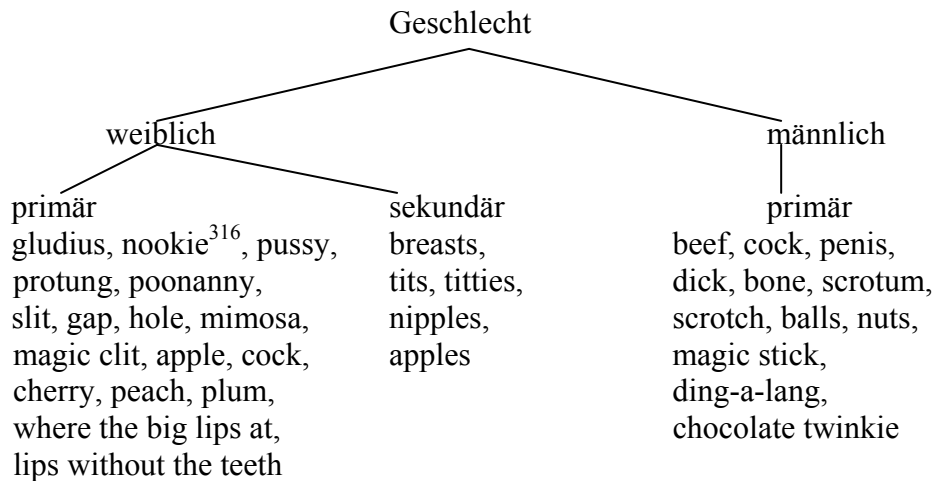 Geschlecht
weiblich
männlich
primär
gludius, nookie316, pussy,
protung, poonanny,
slit, gap, hole, mimosa,
magic clit, apple, cock,
cherry, peach, plum,
where the big lips at,
lips without the teeth
sekundär
breasts,
tits, titties,
nipples,
apples
primär
beef, cock, penis,
dick, bone, scrotum,
scrotch, balls, nuts,
magic stick,
ding-a-lang,
chocolate twinkie